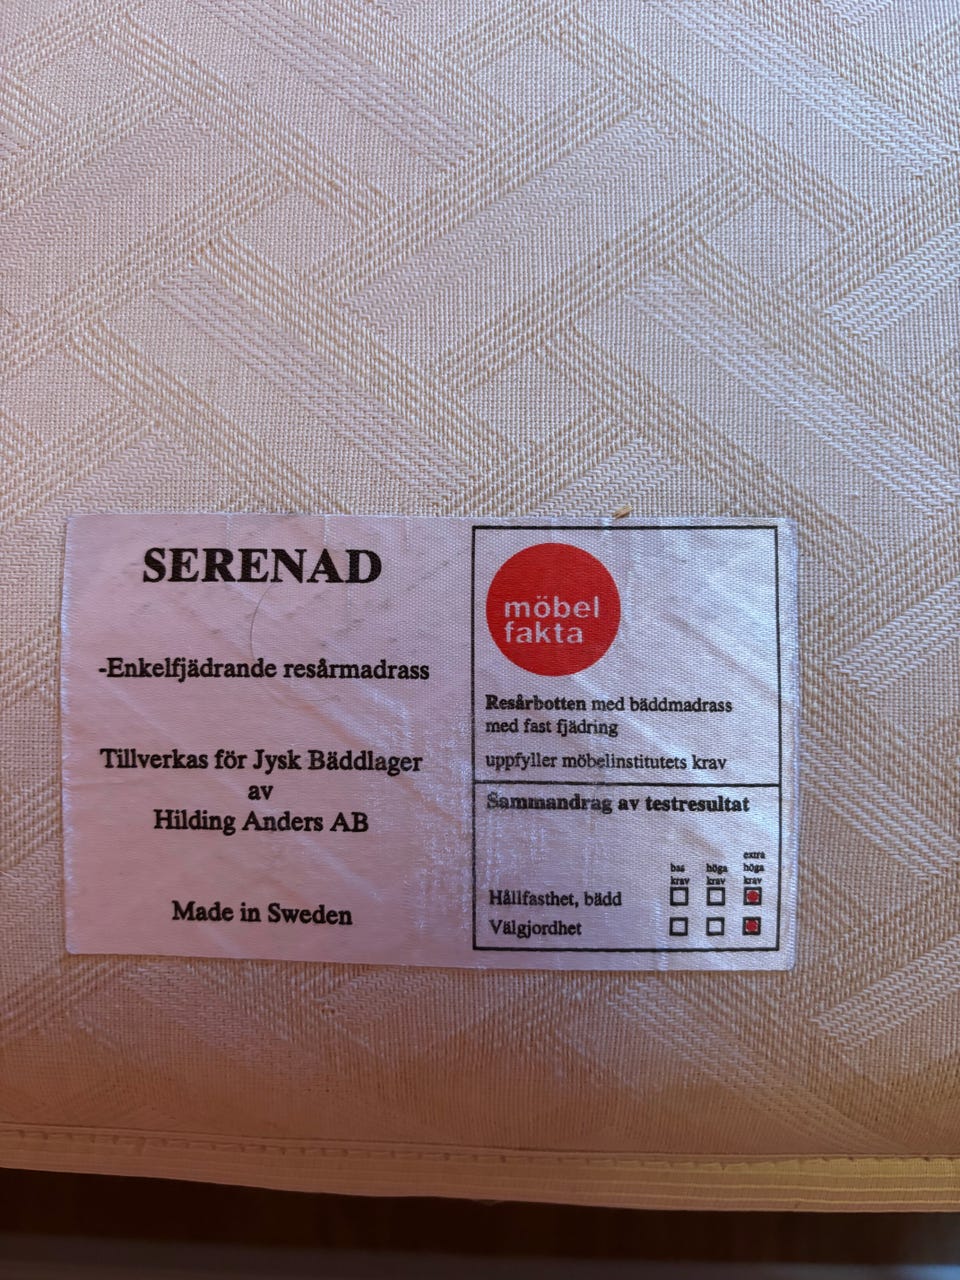 SERENAD
-Enkelfjädrande resårmadrass
Tillverkas för Jysk Bäddlager
av
Hilding Anders AB
Made in Sweden
möbel
fakta
Resårbotten med bäddmadrass
med fast fjädring
uppfyller möbelinstitutets krav
Sammandrag av testresultat
bas krav
höga krav
extra höga krav
Hållfasthet, bädd
Välgjordhet